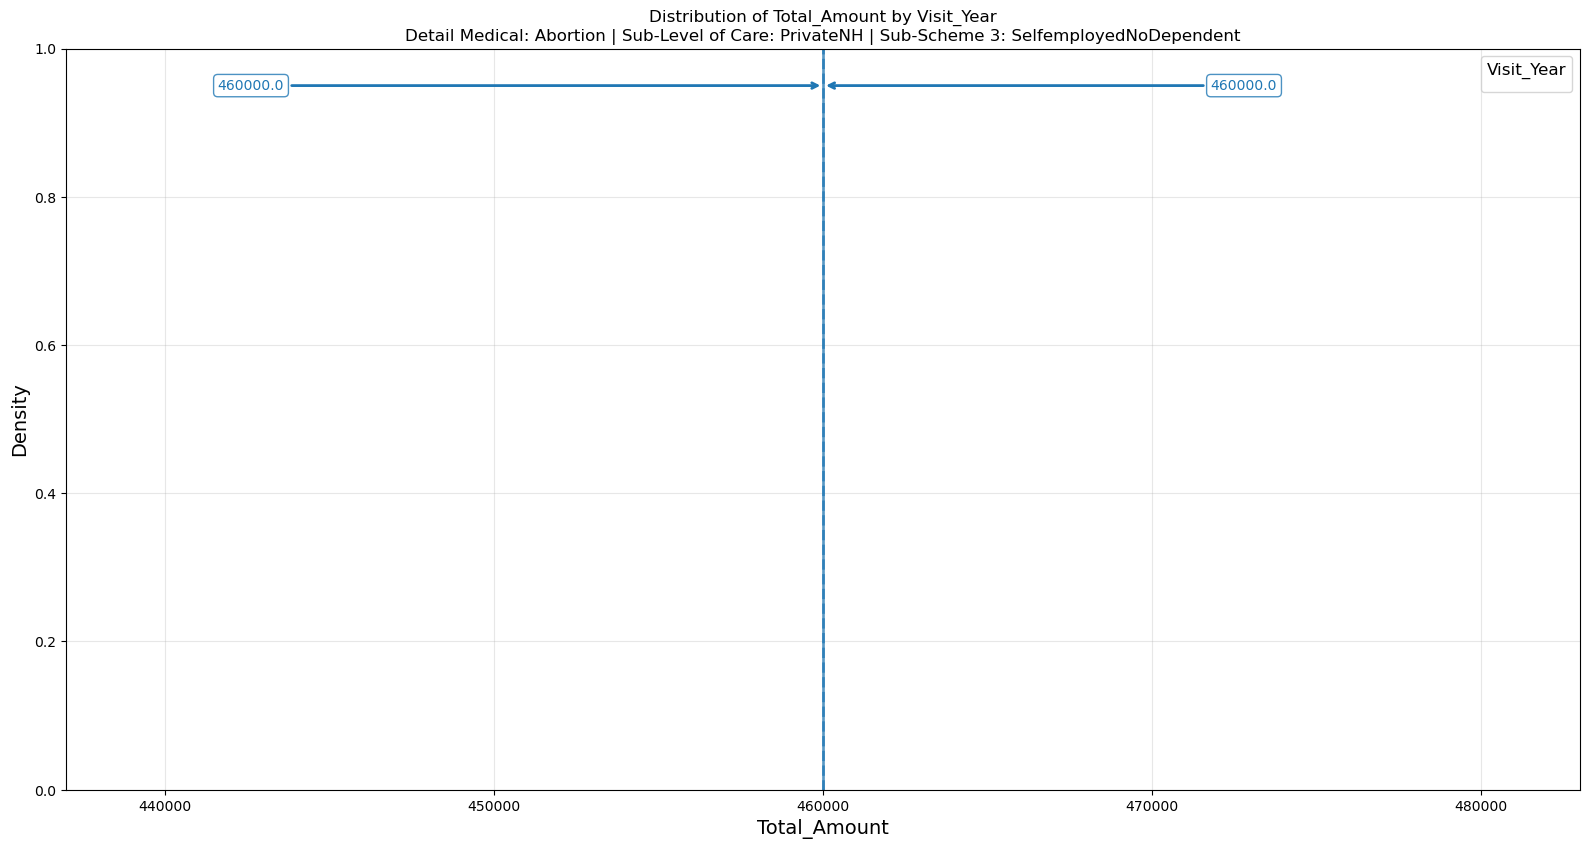 Distribution of Total_Amount by Visit_Year
Detail Medical: Abortion | Sub-Level of Care: PrivateNH | Sub-Scheme 3: SelfemployedNoDependent
Visit_Year
460000.0
460000.0
1.0
0.8
0.6
0.4
0.2
0.0
Density
440000
450000
460000
470000
480000
Total_Amount